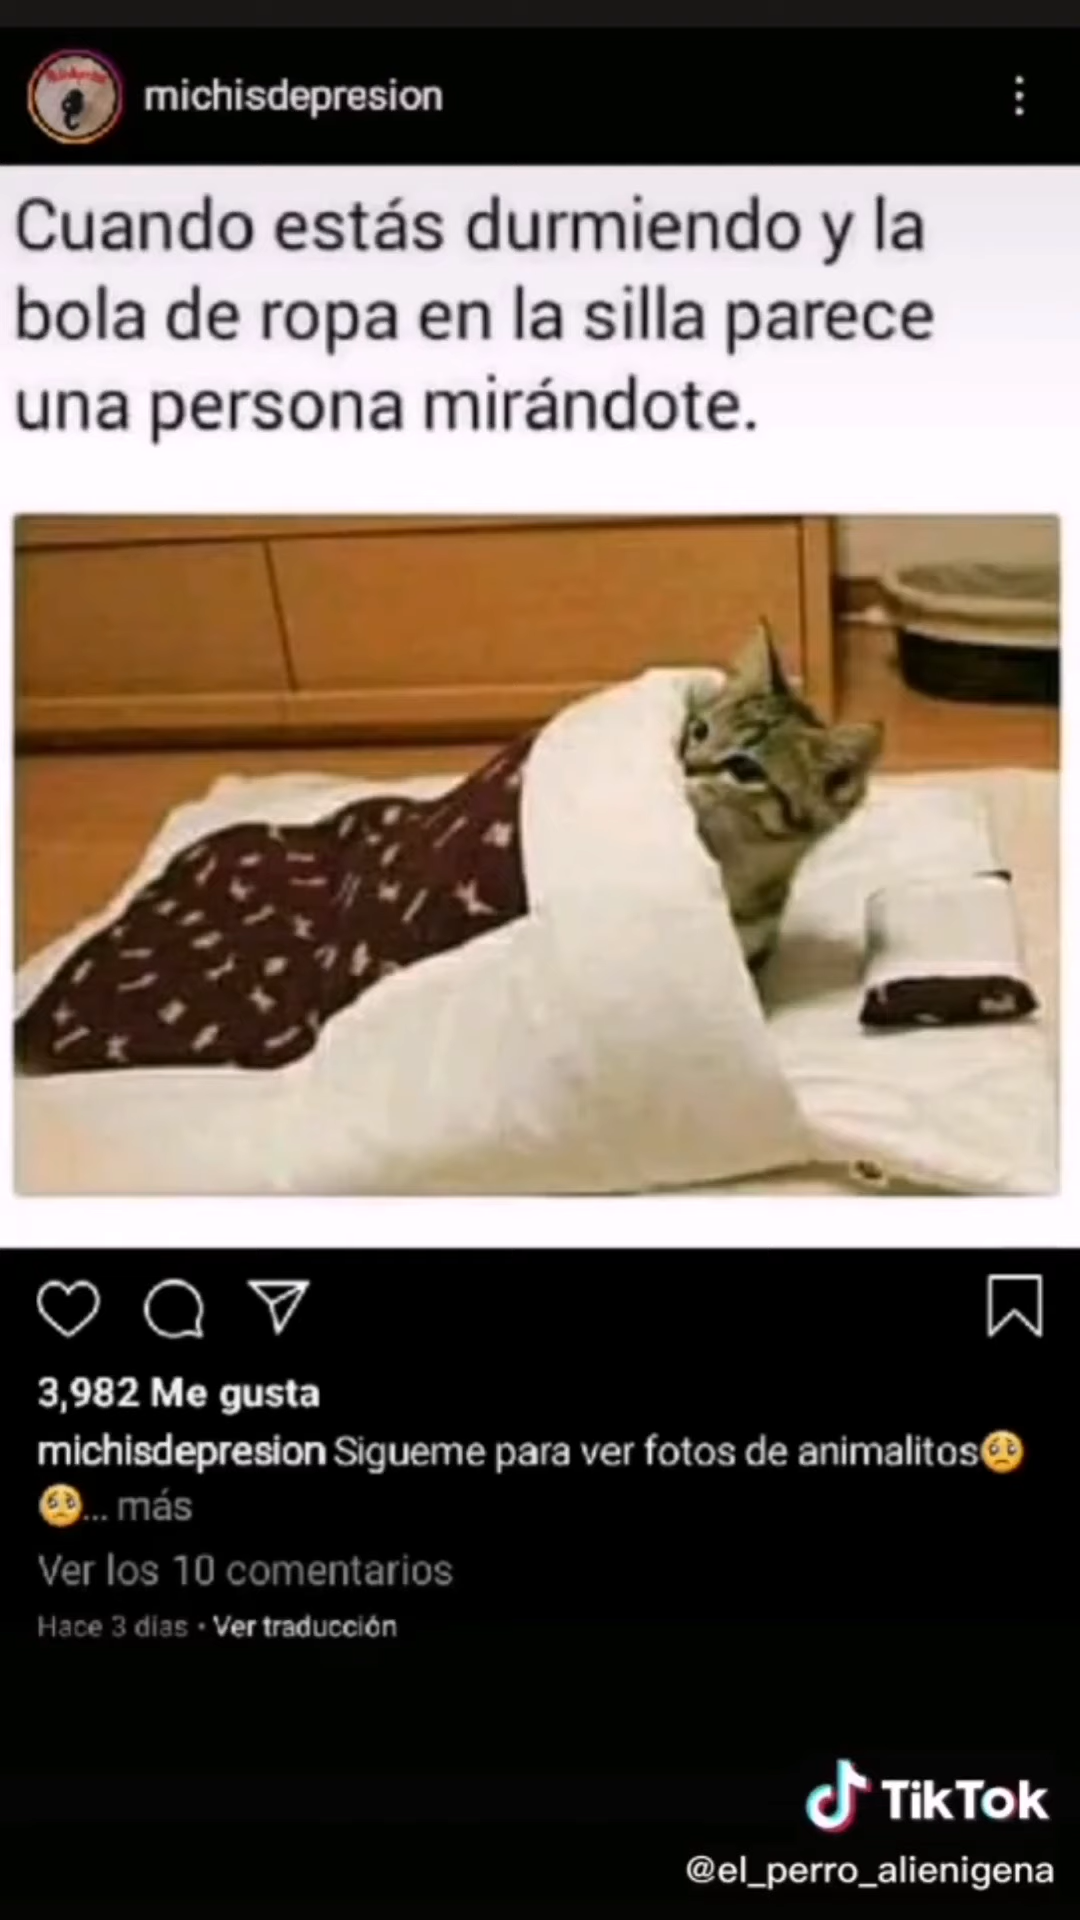 michisdepresion
Cuando estás durmiendo y la
bola de ropa en la silla parece
una persona mirándote.
3,982 Me gusta
michisdepresion Sigueme para ver fotos de animalitos🥺
🥺... más
Ver los 10 comentarios
Hace 3 días • Ver traducción
TikTok
@el_perro_alienigena